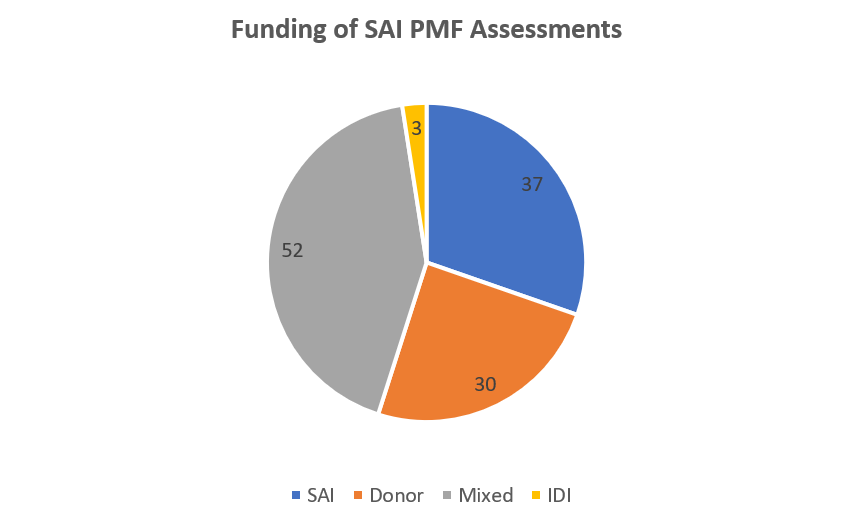 Funding of SAI PMF Assessments
3
37
52
30
SAI Donor Mixed IDI